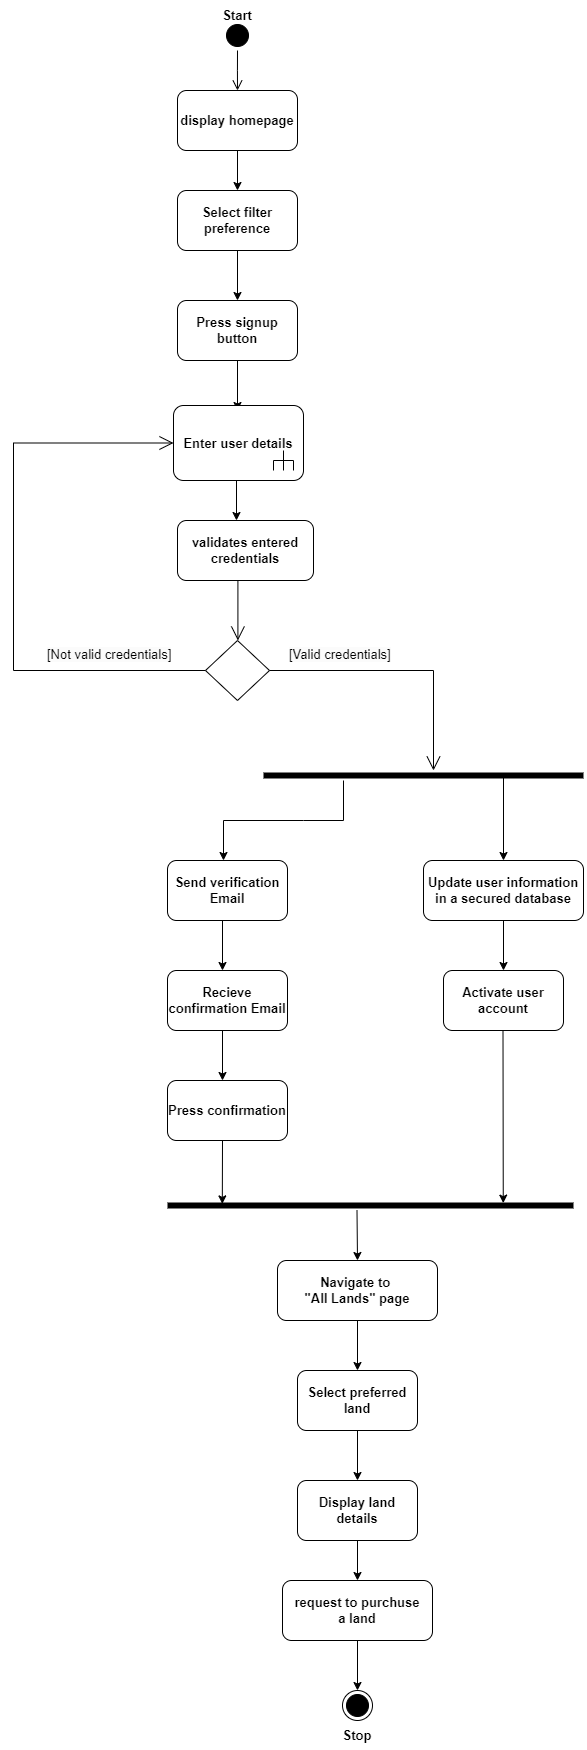 Start
display homepage
Select filter
preference
Press signup
button
Enter user details
validates entered
credentials
[Not valid credentials]
[Valid credentials]
Send verification
Email
Update user information
in a secured database
Recieve
confirmation Email
Activate user
account
Press confirmation
Navigate to
"All Lands" page
Select preferred
land
Display land
details
request to purchuse
a land
Stop